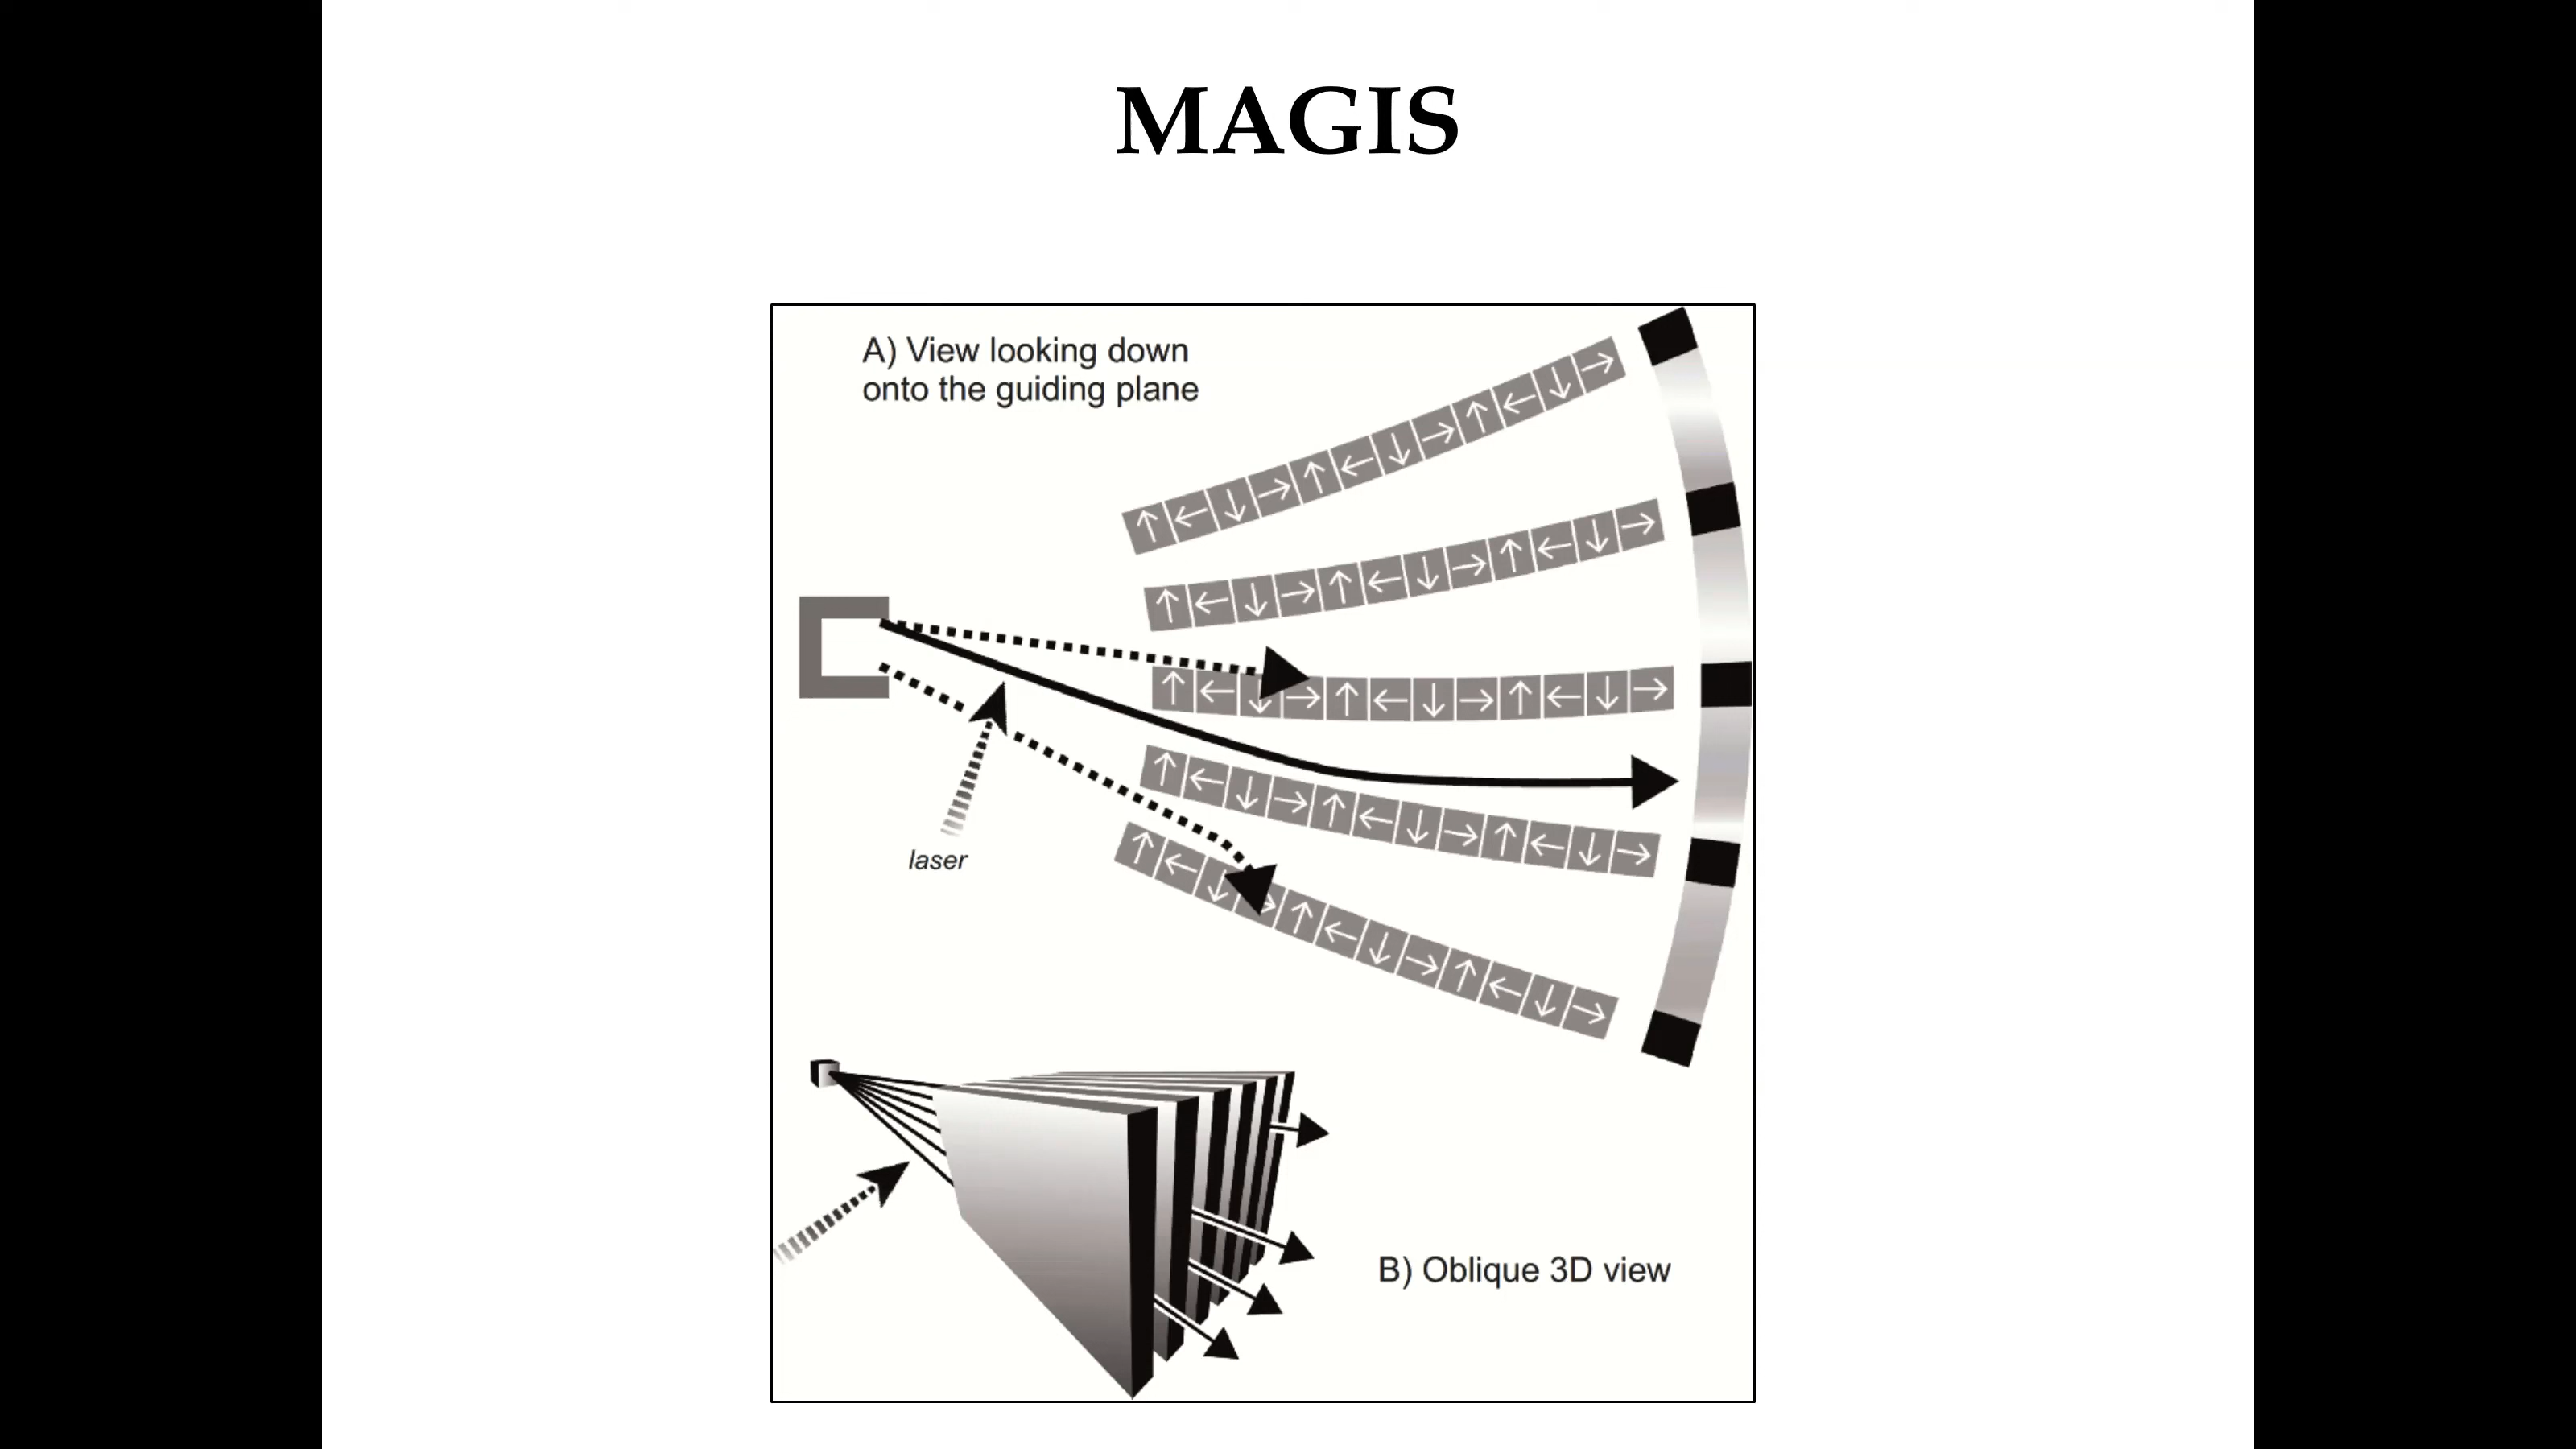 MAGIS
A) View looking down
onto the guiding plane
laser
B) Oblique 3D view